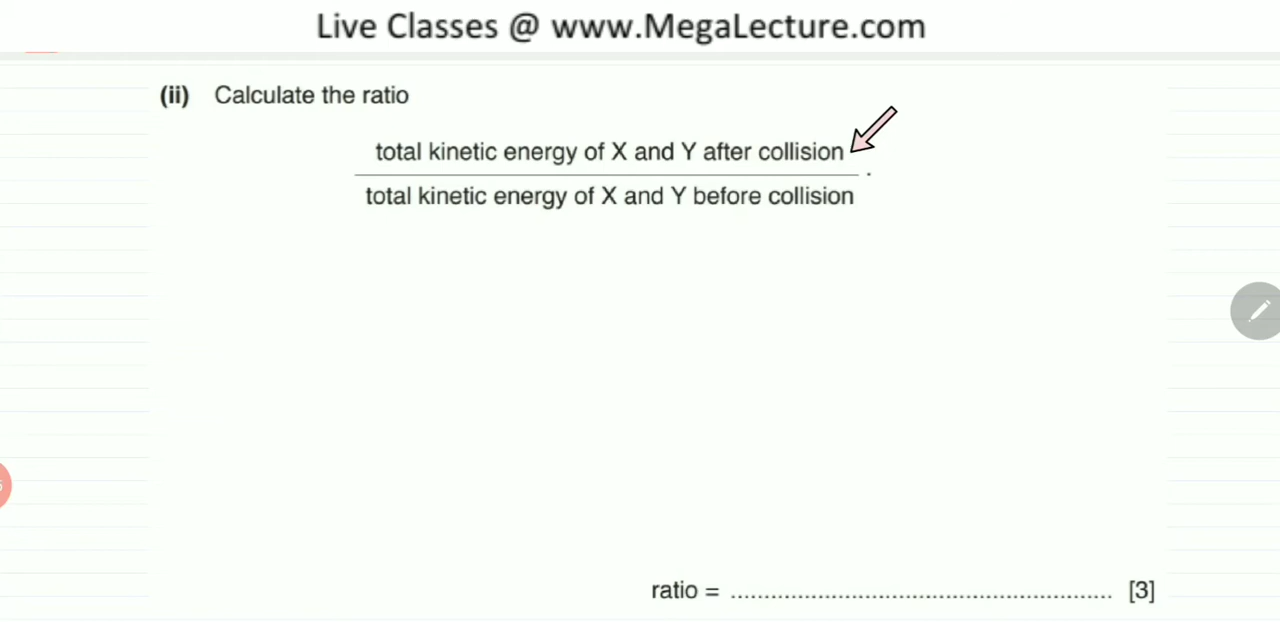 Live Classes @ www.MegaLecture.com
(ii) Calculate the ratio
total kinetic energy of X and Y after collision
.
total kinetic energy of X and Y before collision
ratio = ........................................................ [3]